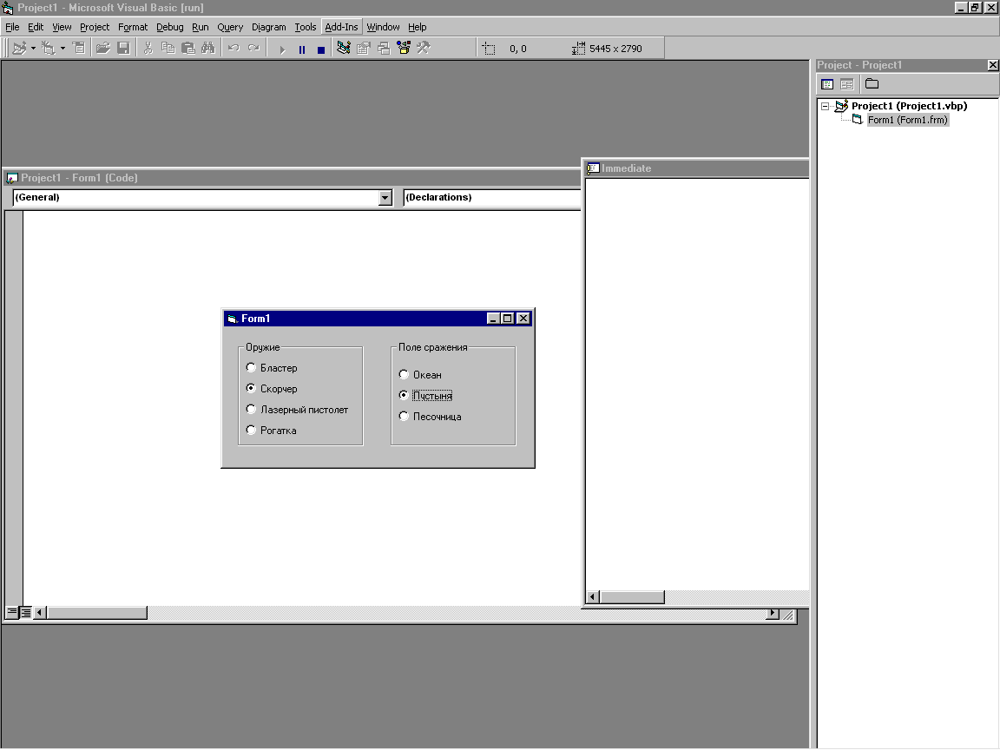 Project1 - Microsoft Visual Basic [run]
File Edit View Project Format Debug Run Query Diagram Tools Add-Ins Window Help
0, 0 5445 x 2790
Project - Project1
Project1 (Project1.vbp)
Form1 (Form1.frm)
Project1 - Form1 (Code)
(General) (Declarations)
Immediate
Form1
Оружие
Бластер
Скорчер
Лазерный пистолет
Рогатка
Поле сражения
Океан
Пустыня
Песочница